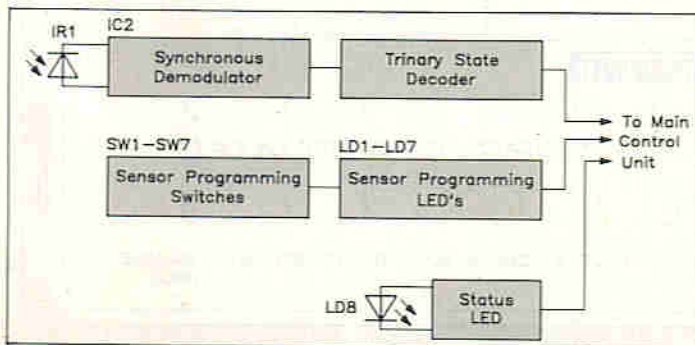 IR1
IC2
Synchronous
Demodulator
Trinary State
Decoder
To Main
Control
Unit
SW1-SW7
Sensor Programming
Switches
LD1-LD7
Sensor Programming
LED's
LD8
Status
LED